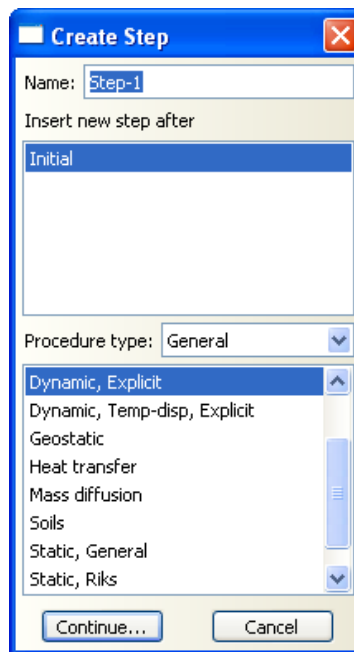 Create Step
Name: Step-1
Insert new step after
Initial
Procedure type: General
Dynamic, Explicit
Dynamic, Temp-disp, Explicit
Geostatic
Heat transfer
Mass diffusion
Soils
Static, General
Static, Riks
Continue... Cancel